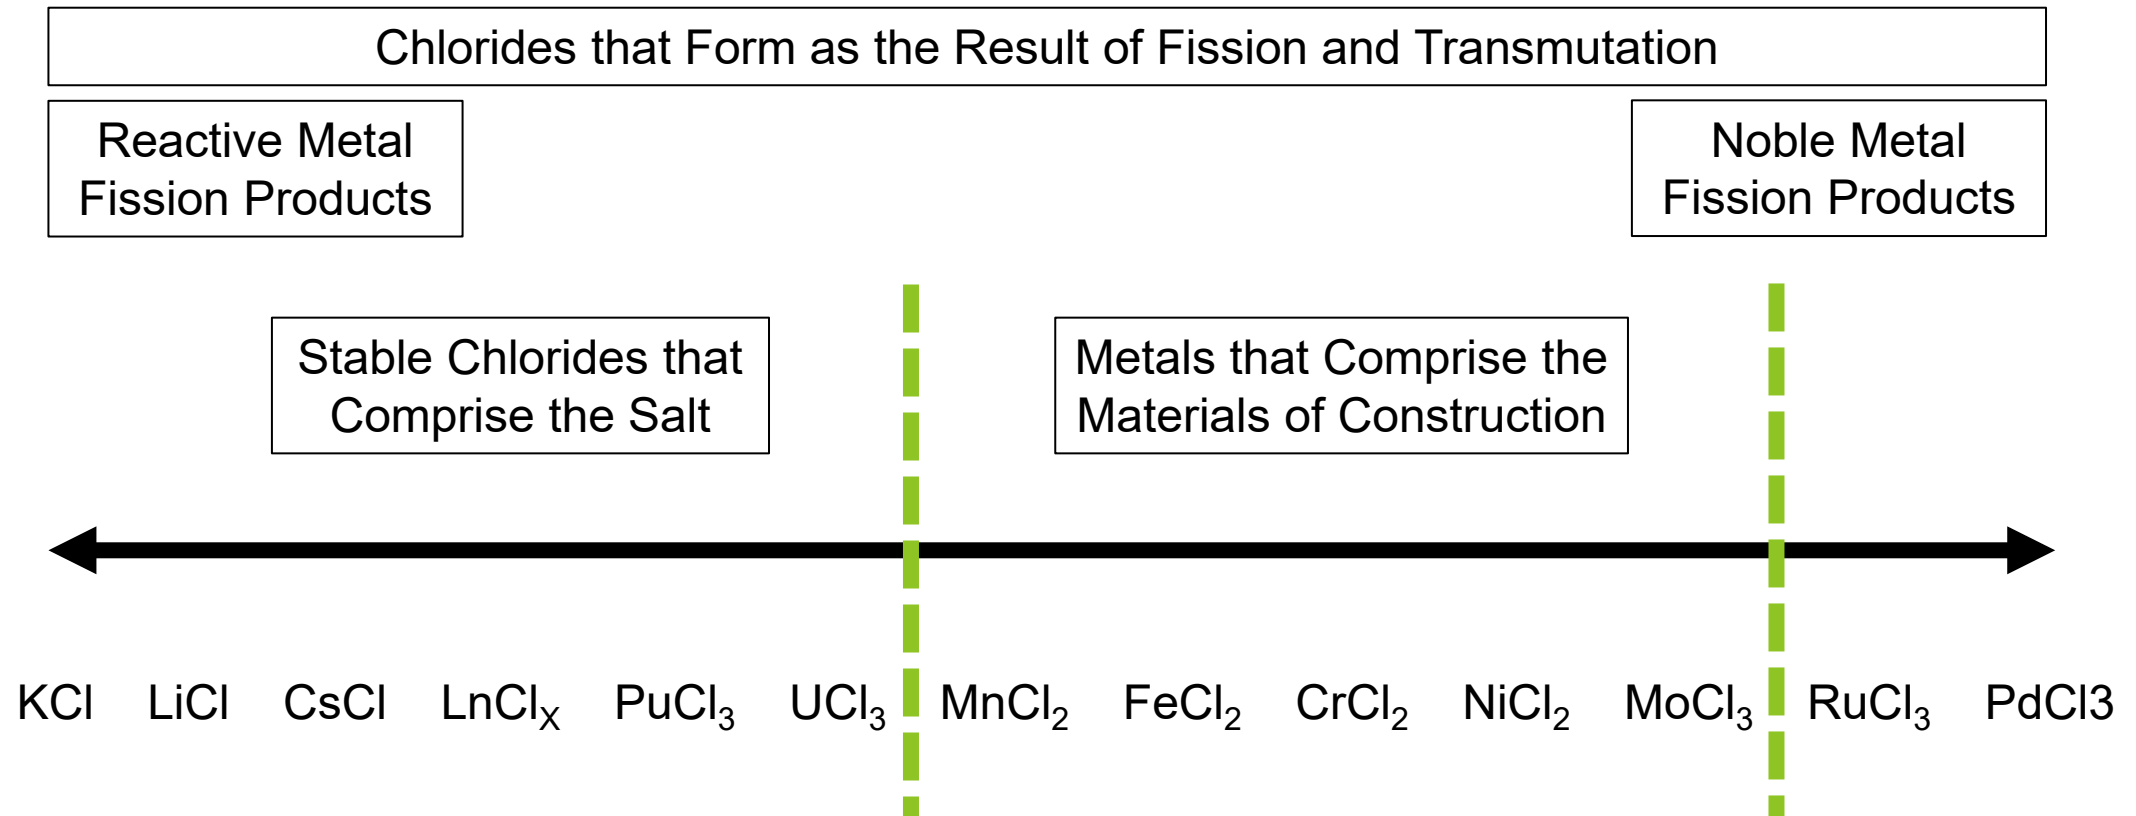 Chlorides that Form as the Result of Fission and Transmutation
Reactive Metal
Fission Products
Noble Metal
Fission Products
Stable Chlorides that
Comprise the Salt
Metals that Comprise the
Materials of Construction
KCl LiCl CsCl LnClₓ PuCl₃ UCl₃ MnCl₂ FeCl₂ CrCl₂ NiCl₂ MoCl₃ RuCl₃ PdCl3